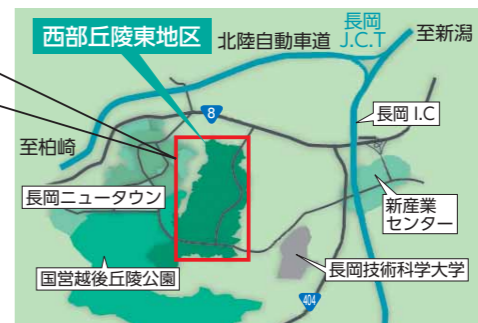 西部丘陵東地区
北陸自動車道
長岡
J.C.T
至新潟
8
長岡 I.C
至柏崎
長岡ニュータウン
新産業
センター
国営越後丘陵公園
長岡技術科学大学
404